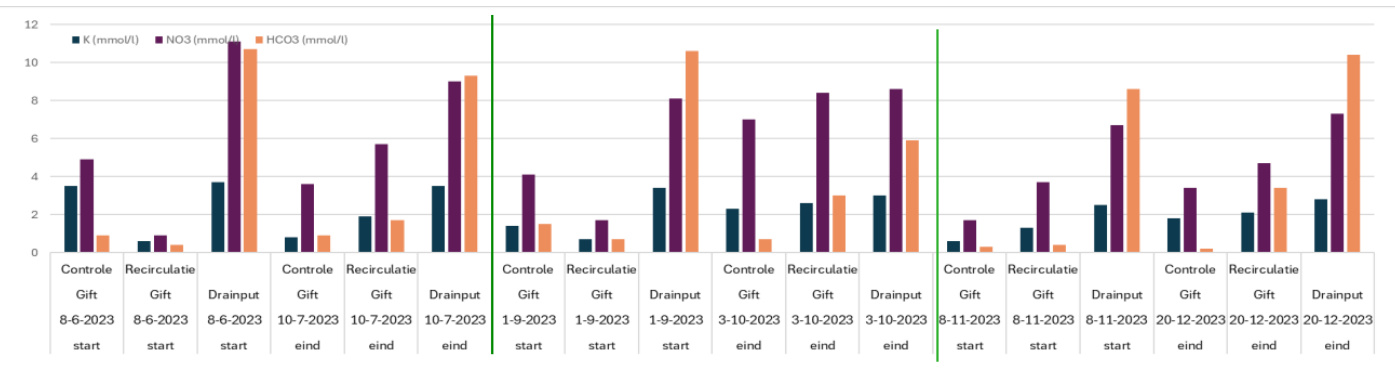 12
K (mmol/l) NO3 (mmol/l) HCO3 (mmol/l)
10
8
6
4
2
0
Controle Recirculatie Controle Recirculatie Controle Recirculatie Controle Recirculatie Controle Recirculatie Controle Recirculatie
Gift Gift Drainput Gift Gift Drainput Gift Gift Drainput Gift Gift Drainput Gift Gift Drainput Gift Gift Drainput
8-6-2023 8-6-2023 8-6-2023 10-7-2023 10-7-2023 10-7-2023 1-9-2023 1-9-2023 1-9-2023 3-10-2023 3-10-2023 3-10-2023 8-11-2023 8-11-2023 8-11-2023 20-12-2023 20-12-2023 20-12-2023
start start start eind eind eind start start start eind eind eind start start start eind eind eind